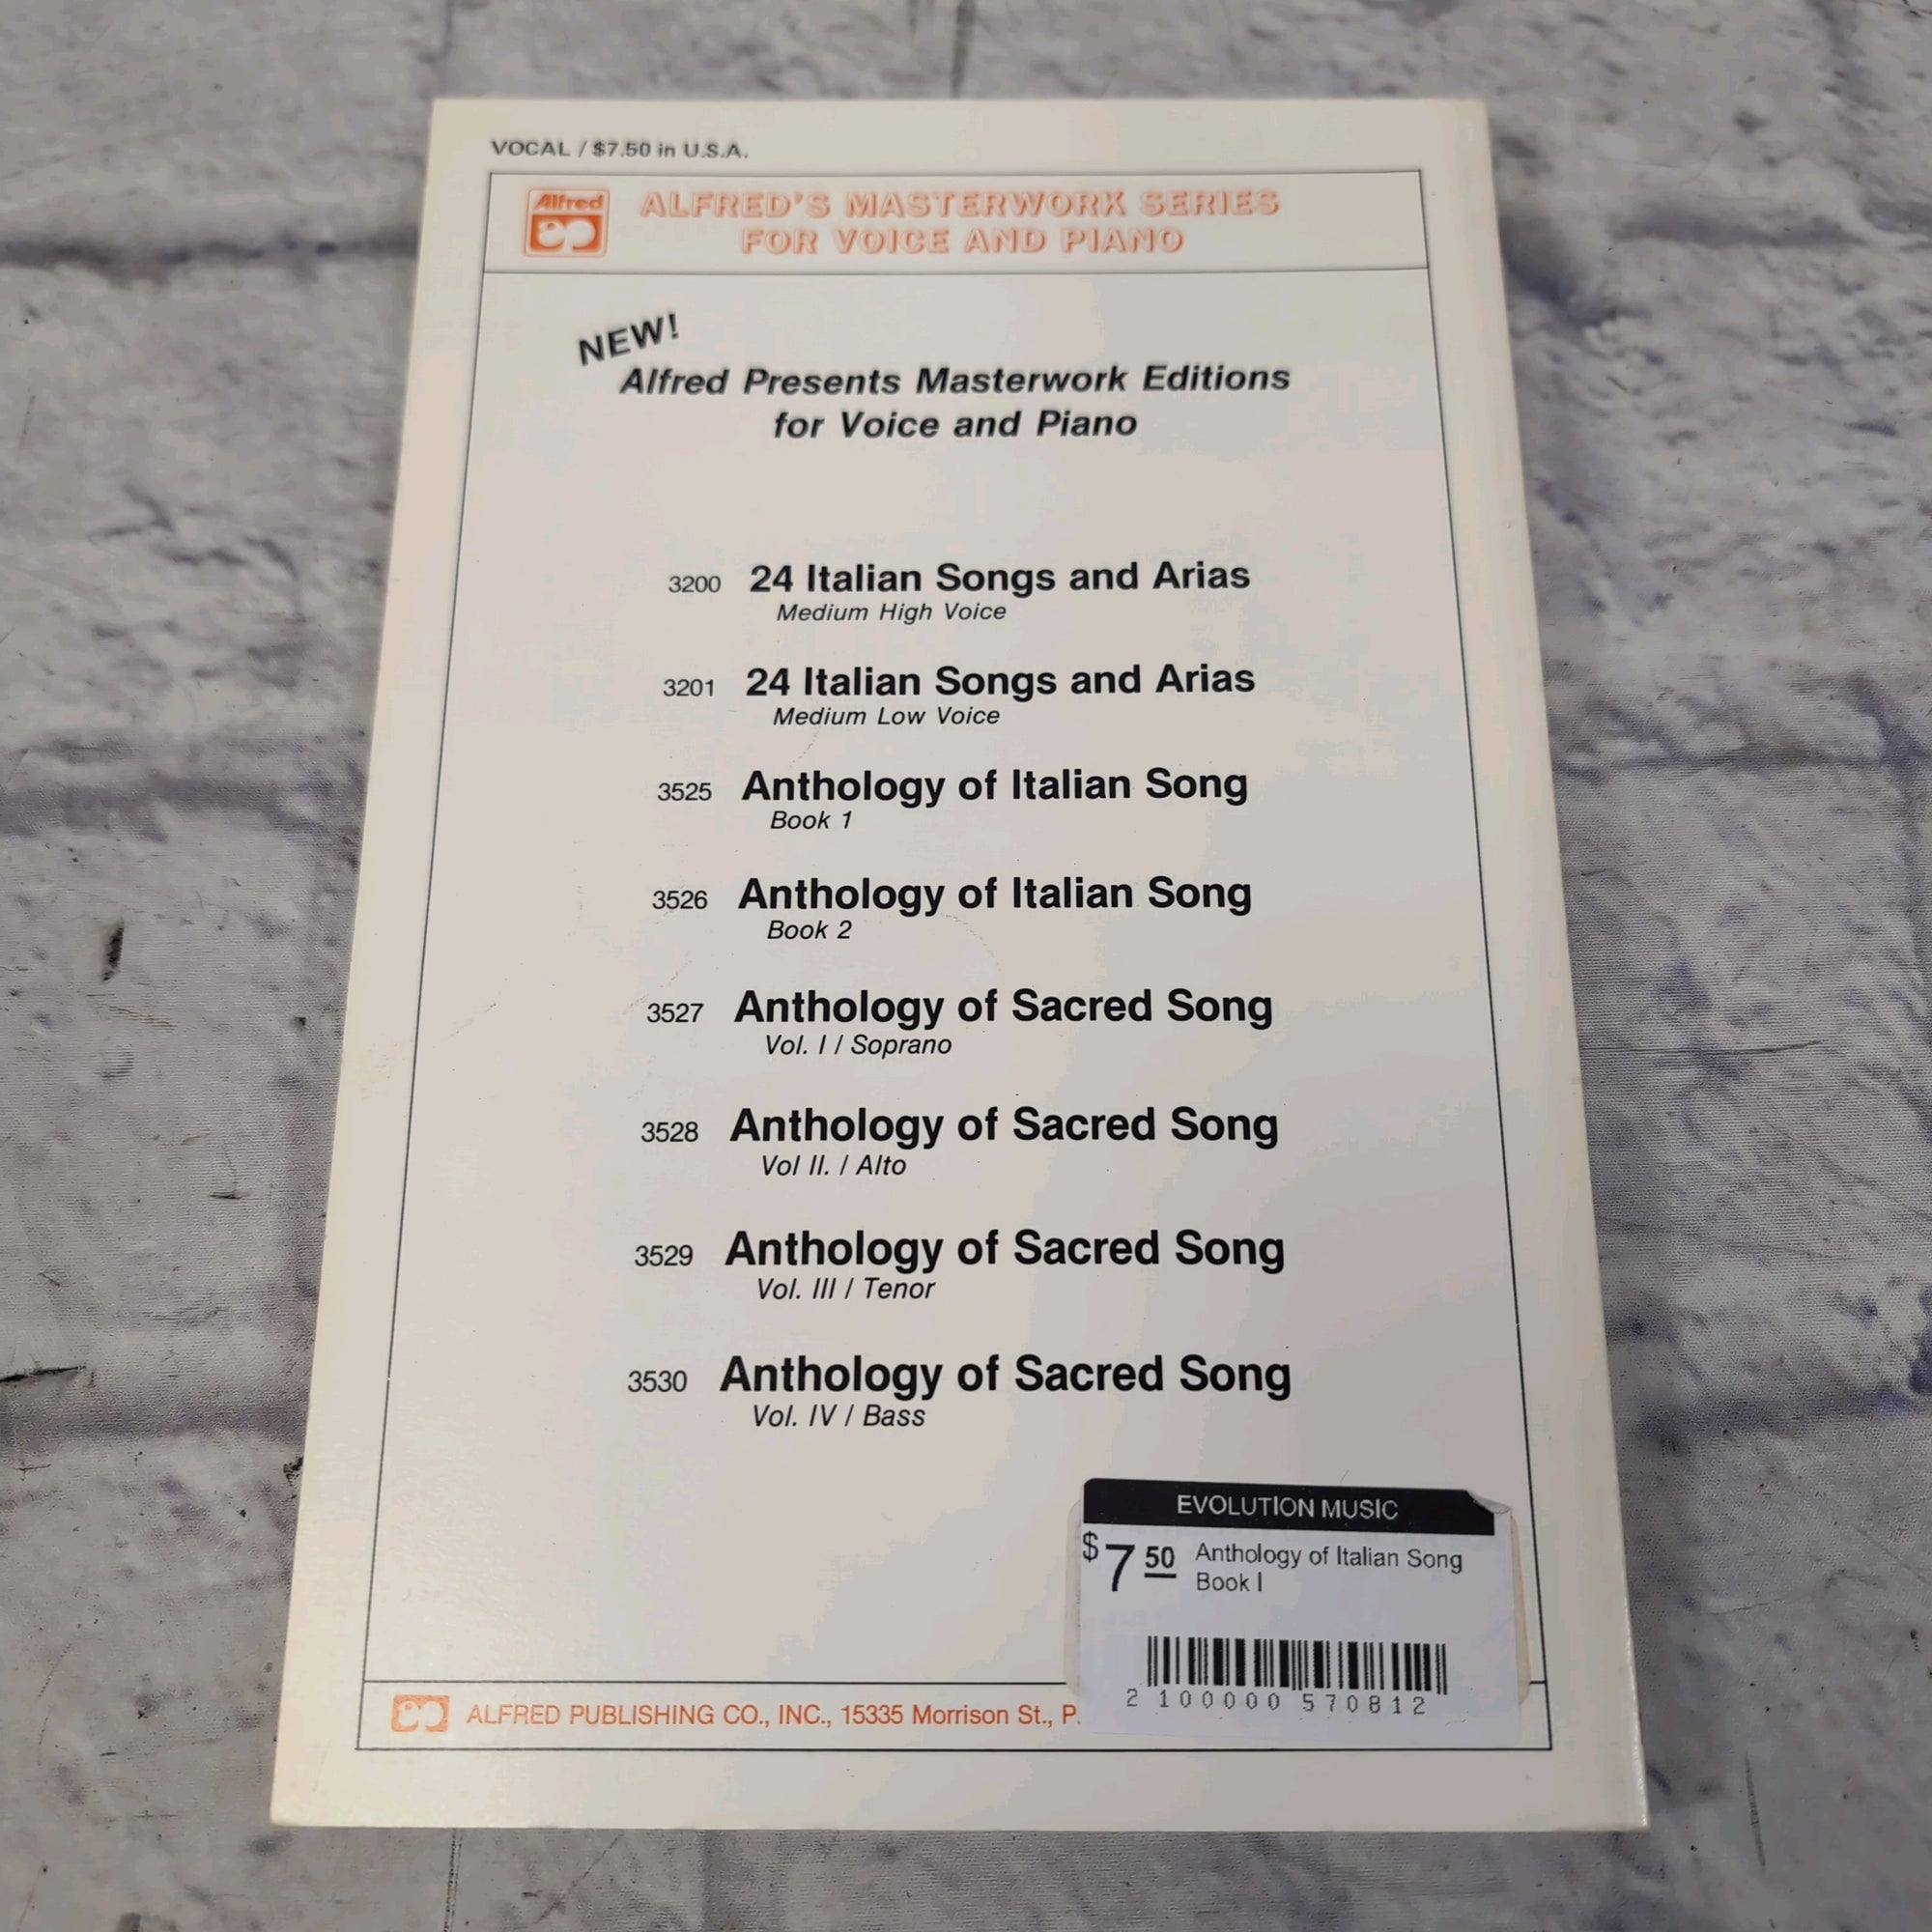 VOCAL / $7.50 in U.S.A.
Alfred
ALFRED'S MASTERWORK SERIES
FOR VOICE AND PIANO
NEW!
Alfred Presents Masterwork Editions
for Voice and Piano
3200 24 Italian Songs and Arias
Medium High Voice
3201 24 Italian Songs and Arias
Medium Low Voice
3525 Anthology of Italian Song
Book 1
3526 Anthology of Italian Song
Book 2
3527 Anthology of Sacred Song
Vol. I / Soprano
3528 Anthology of Sacred Song
Vol II. / Alto
3529 Anthology of Sacred Song
Vol. III / Tenor
3530 Anthology of Sacred Song
Vol. IV / Bass
EVOLUTION MUSIC
$7 50 Anthology of Italian Song
Book I
2 100000 570812
ALFRED PUBLISHING CO., INC., 15335 Morrison St., P.